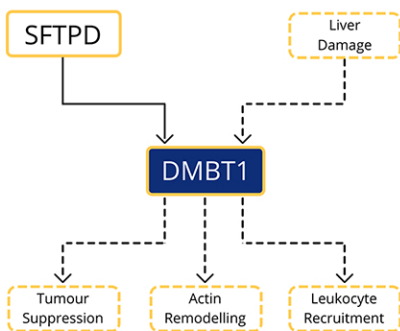 SFTPD
Liver
Damage
DMBT1
Tumour
Suppression
Actin
Remodelling
Leukocyte
Recruitment